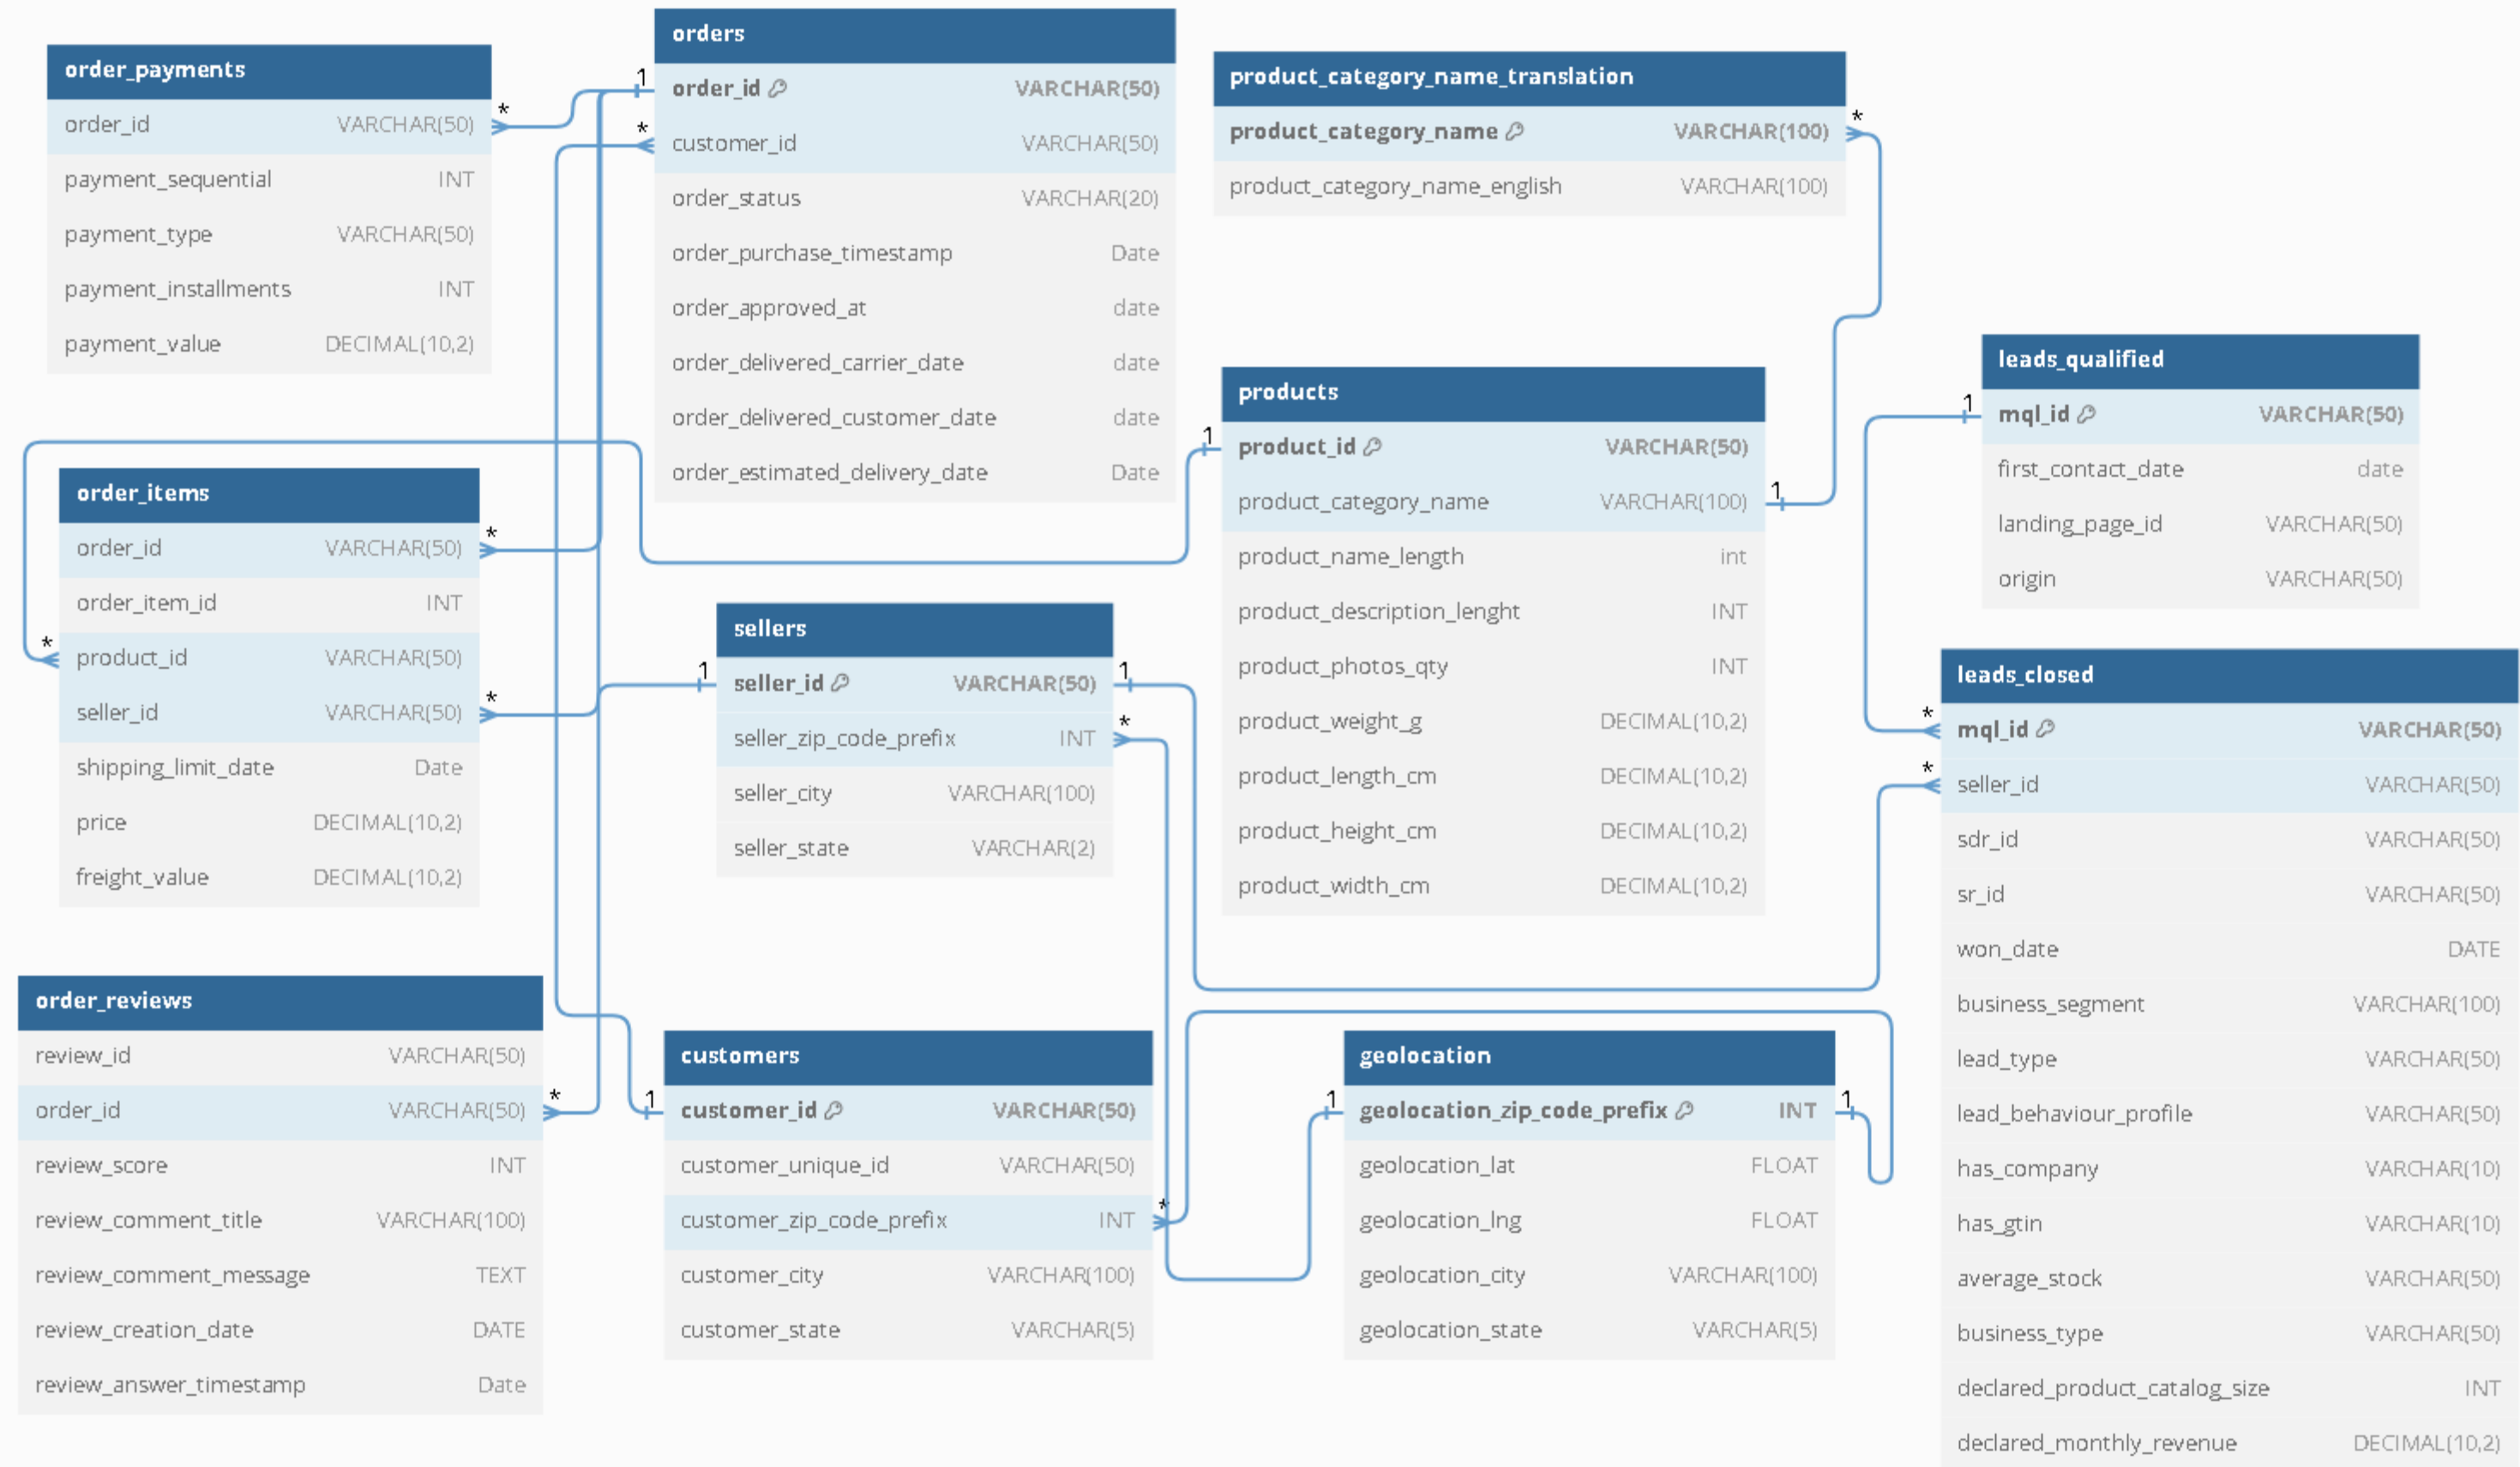 order_payments
order_id VARCHAR(50)
payment_sequential INT
payment_type VARCHAR(50)
payment_installments INT
payment_value DECIMAL(10,2)
*
1
*
orders
order_id VARCHAR(50)
customer_id VARCHAR(50)
order_status VARCHAR(20)
order_purchase_timestamp Date
order_approved_at date
order_delivered_carrier_date date
order_delivered_customer_date date
order_estimated_delivery_date Date
product_category_name_translation
product_category_name VARCHAR(100)
product_category_name_english VARCHAR(100)
*
1
products
product_id VARCHAR(50)
product_category_name VARCHAR(100)
product_name_length int
product_description_lenght INT
product_photos_qty INT
product_weight_g DECIMAL(10,2)
product_length_cm DECIMAL(10,2)
product_height_cm DECIMAL(10,2)
product_width_cm DECIMAL(10,2)
1
1
leads_qualified
mql_id VARCHAR(50)
first_contact_date date
landing_page_id VARCHAR(50)
origin VARCHAR(50)
order_items
order_id VARCHAR(50)
order_item_id INT
product_id VARCHAR(50)
seller_id VARCHAR(50)
shipping_limit_date Date
price DECIMAL(10,2)
freight_value DECIMAL(10,2)
*
*
*
1
sellers
seller_id VARCHAR(50)
seller_zip_code_prefix INT
seller_city VARCHAR(100)
seller_state VARCHAR(2)
1
*
*
*
leads_closed
mql_id VARCHAR(50)
seller_id VARCHAR(50)
sdr_id VARCHAR(50)
sr_id VARCHAR(50)
won_date DATE
business_segment VARCHAR(100)
lead_type VARCHAR(50)
lead_behaviour_profile VARCHAR(50)
has_company VARCHAR(10)
has_gtin VARCHAR(10)
average_stock VARCHAR(50)
business_type VARCHAR(50)
declared_product_catalog_size INT
declared_monthly_revenue DECIMAL(10,2)
order_reviews
review_id VARCHAR(50)
order_id VARCHAR(50)
review_score INT
review_comment_title VARCHAR(100)
review_comment_message TEXT
review_creation_date DATE
review_answer_timestamp Date
*
1
customers
customer_id VARCHAR(50)
customer_unique_id VARCHAR(50)
customer_zip_code_prefix INT
customer_city VARCHAR(100)
customer_state VARCHAR(5)
*
1
geolocation
geolocation_zip_code_prefix INT
geolocation_lat FLOAT
geolocation_lng FLOAT
geolocation_city VARCHAR(100)
geolocation_state VARCHAR(5)
1